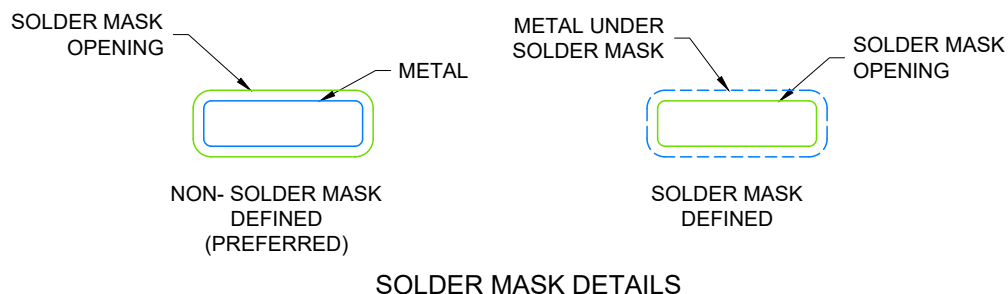 SOLDER MASK
OPENING
METAL
NON- SOLDER MASK
DEFINED
(PREFERRED)
METAL UNDER
SOLDER MASK
SOLDER MASK
OPENING
SOLDER MASK
DEFINED
SOLDER MASK DETAILS